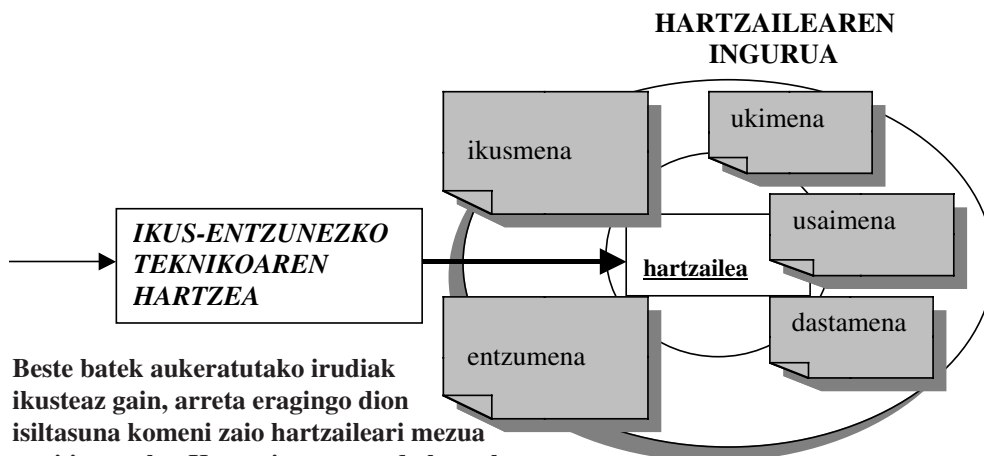 HARTZAILEAREN
INGURUA
ikusmena
ukimena
usaimena
IKUS-ENTZUNEZKO
TEKNIKOAREN
HARTZEA
hartzailea
entzumena
dastamena
Beste batek aukeratutako irudiak
ikusteaz gain, arreta eragingo dion
isiltasuna komeni zaio hartzaileari mezua